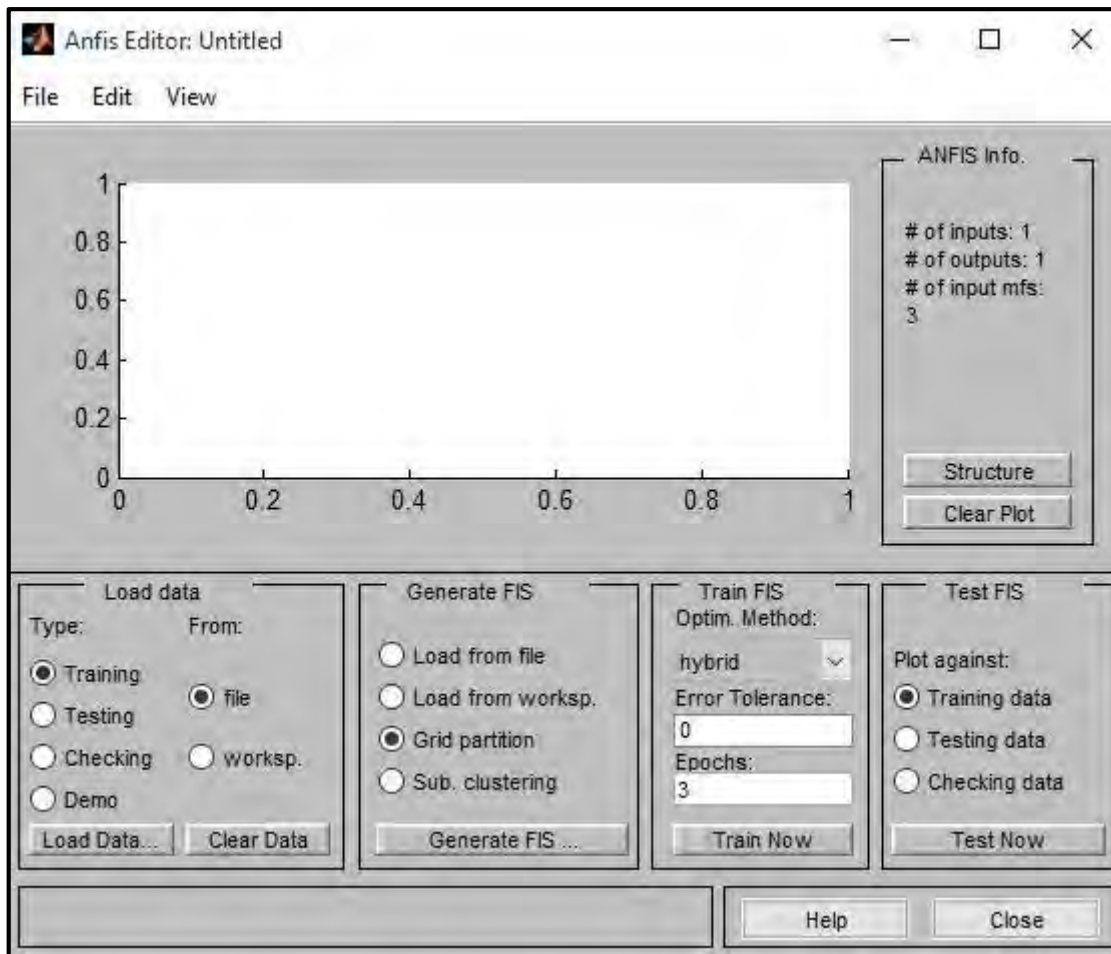 Anfis Editor: Untitled
File Edit View
ANFIS Info.
1
0.8
0.6
0.4
0.2
0
0 0.2 0.4 0.6 0.8 1
# of inputs: 1
# of outputs: 1
# of input mfs:
3
Structure
Clear Plot
Load data
Type: From:
Training
Testing
Checking
Demo
file
worksp.
Load Data... Clear Data
Generate FIS
Load from file
Load from worksp.
Grid partition
Sub. clustering
Generate FIS ...
Train FIS
Optim. Method:
hybrid
Error Tolerance:
0
Epochs:
3
Train Now
Test FIS
Plot against:
Training data
Testing data
Checking data
Test Now
Help Close